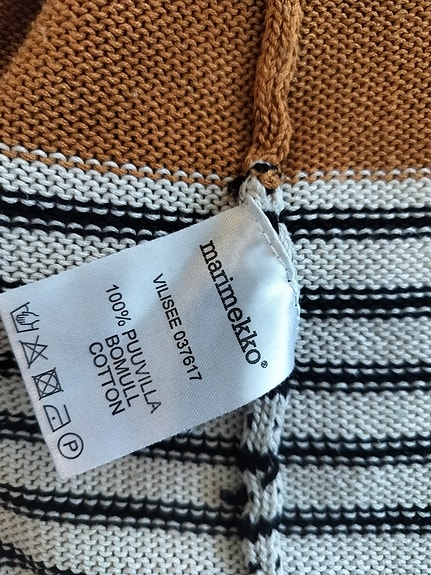 marimekko®
VILISEE 037617
100% PUUVILLA
BOMULL
COTTON
P